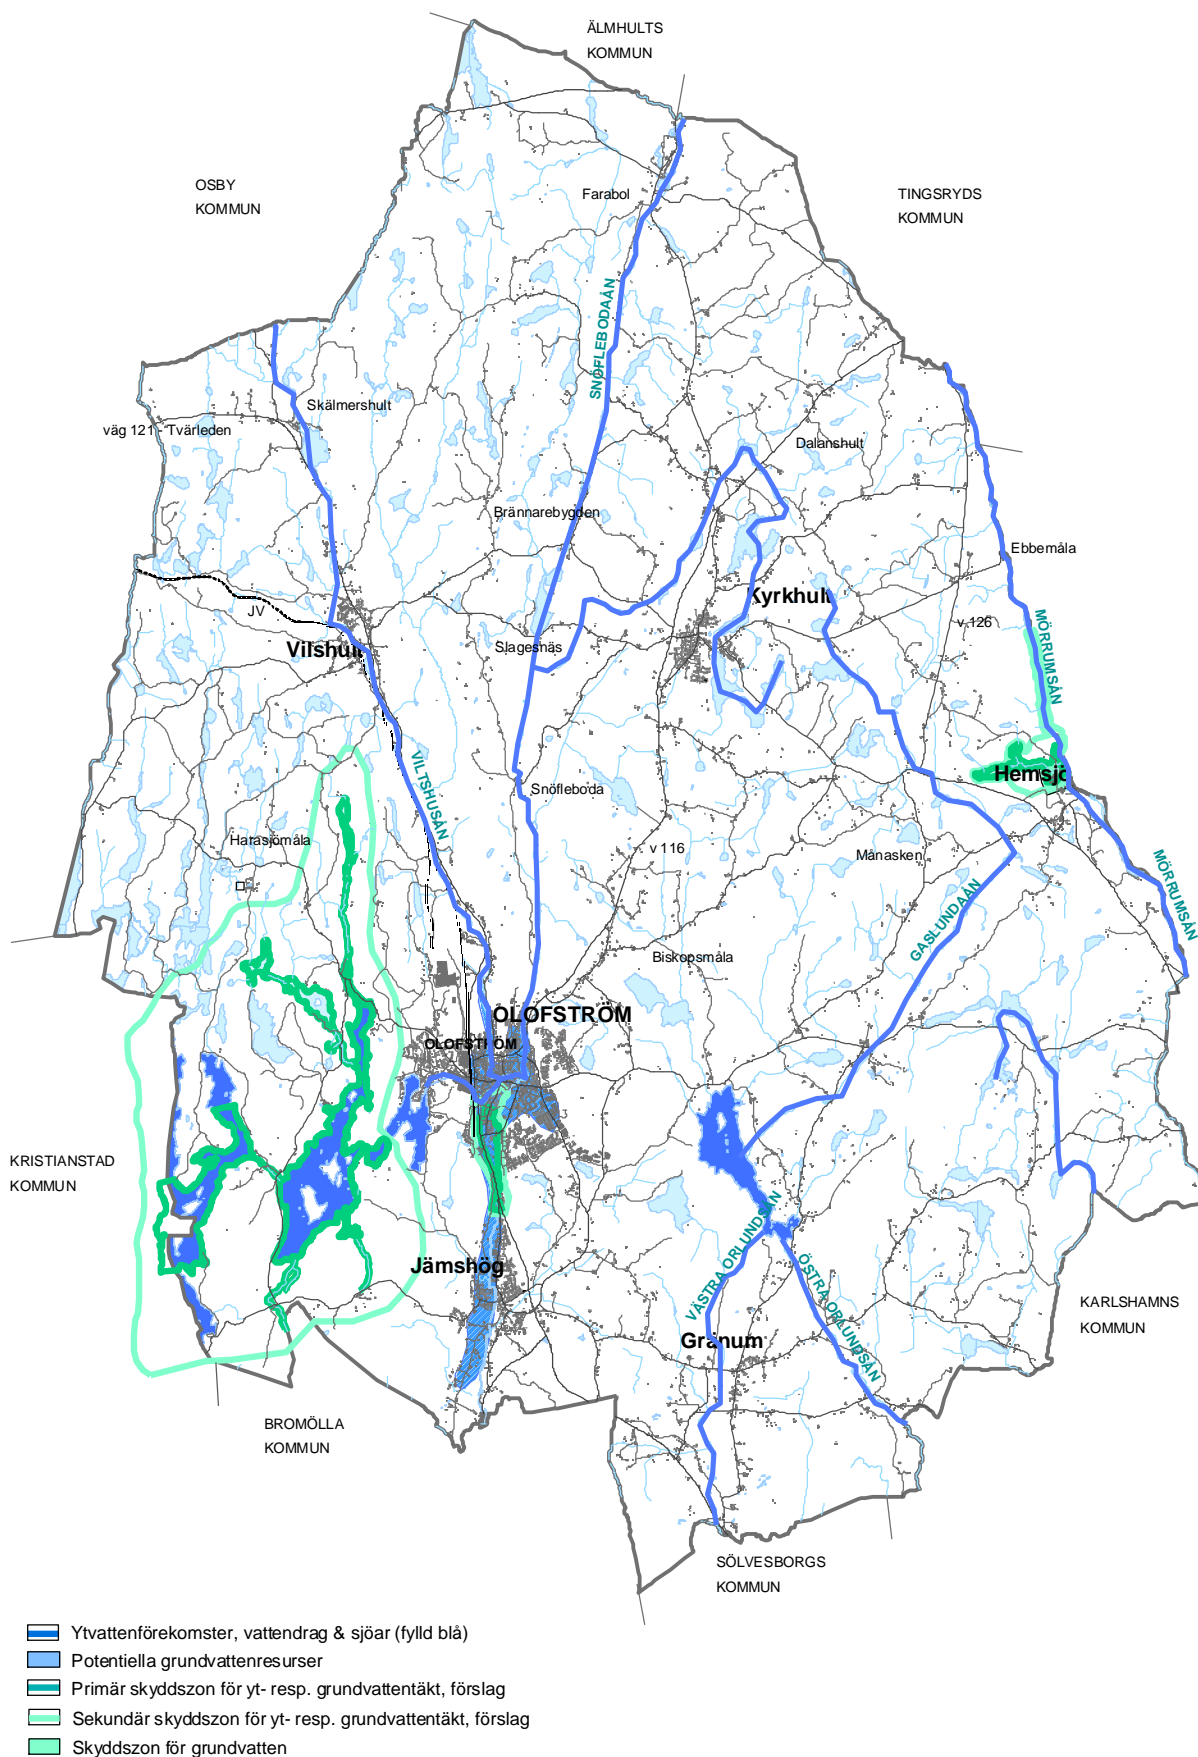 ÄLMHULTS
KOMMUN
OSBY
KOMMUN
Farabol
TINGSRYDS
KOMMUN
SNÖFLEBODAÅN
Skälmershult
väg 121 - Tvärleden
Dalanshult
Brännarebygden
Ebbemåla
JV
Kyrkhult
v 126
MÖRRUMSÅN
Vilshult
Slagesnäs
VILTSHUSÅN
Hemsjö
Snöfleboda
Harasjömåla
v 116
Månasken
MÖRRUMSÅN
GASLUNDAÅN
Biskopsmåla
OLOFSTRÖM
OLOFSTRÖM
KRISTIANSTAD
KOMMUN
VÄSTRA ORLUNDSÅN
Jämshög
ÖSTRA ORLUNDSÅN
KARLSHAMNS
KOMMUN
Gränum
BROMÖLLA
KOMMUN
SÖLVESBORGS
KOMMUN
Ytvattenförekomster, vattendrag & sjöar (fylld blå)
Potentiella grundvattenresurser
Primär skyddszon för yt- resp. grundvattentäkt, förslag
Sekundär skyddszon för yt- resp. grundvattentäkt, förslag
Skyddszon för grundvatten